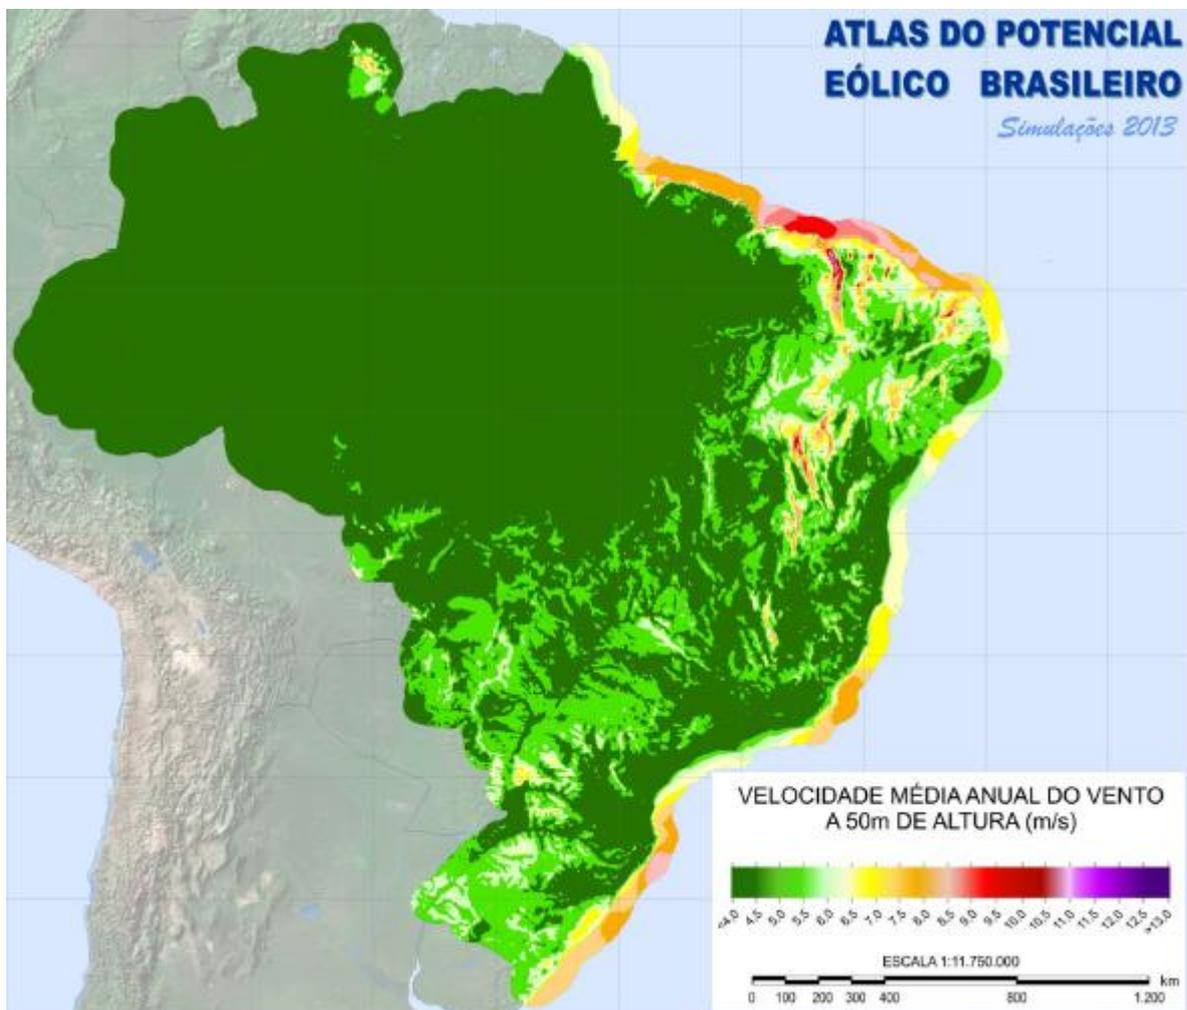 ATLAS DO POTENCIAL
EÓLICO BRASILEIRO
Simulações 2013
VELOCIDADE MÉDIA ANUAL DO VENTO
A 50m DE ALTURA (m/s)
<4,0 4,5 5,0 5,5 6,0 6,5 7,0 7,5 8,0 8,5 9,0 9,5 10,0 10,5 11,0 11,5 12,0 12,5 >13,0
ESCALA 1:11.750.000
km
0 100 200 300 400 800 1.200